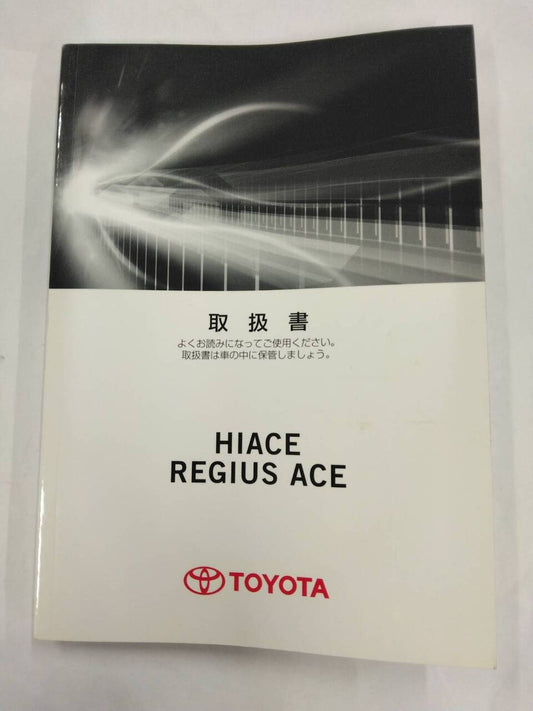 取扱書
よくお読みになってご使用ください。
取扱書は車の中に保管しましょう。
HIACE
REGIUS ACE
TOYOTA